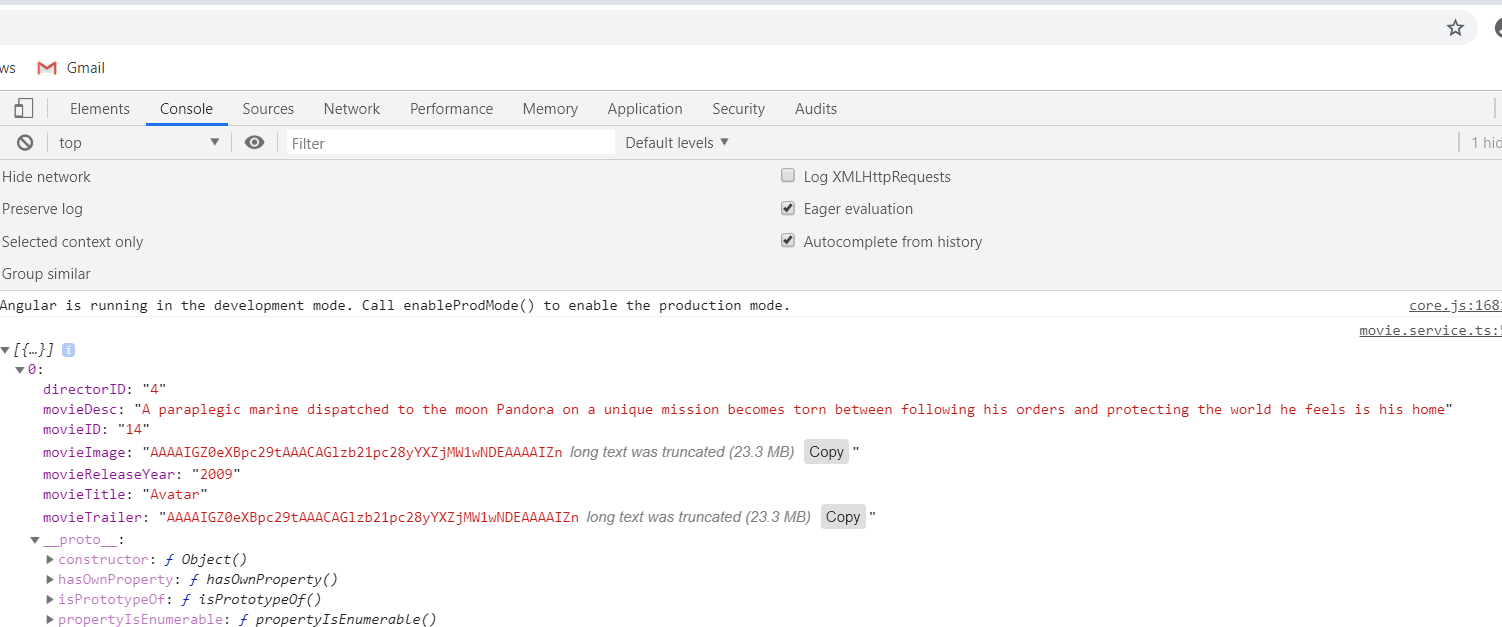 ws Gmail
Elements Console Sources Network Performance Memory Application Security Audits
top Filter Default levels 1 hid
Hide network Log XMLHttpRequests
Preserve log Eager evaluation
Selected context only Autocomplete from history
Group similar
Angular is running in the development mode. Call enableProdMode() to enable the production mode. core.js:1681
movie.service.ts:5
[{…}] i
0:
directorID: "4"
movieDesc: "A paraplegic marine dispatched to the moon Pandora on a unique mission becomes torn between following his orders and protecting the world he feels is his home"
movieID: "14"
movieImage: "AAAAIGZ0eXBpc29tAAACAGlzb21pc28yYXZjMW1wNDEAAAAIZn long text was truncated (23.3 MB) Copy "
movieReleaseYear: "2009"
movieTitle: "Avatar"
movieTrailer: "AAAAIGZ0eXBpc29tAAACAGlzb21pc28yYXZjMW1wNDEAAAAIZn long text was truncated (23.3 MB) Copy "
__proto__:
constructor: ƒ Object()
hasOwnProperty: ƒ hasOwnProperty()
isPrototypeOf: ƒ isPrototypeOf()
propertyIsEnumerable: ƒ propertyIsEnumerable()